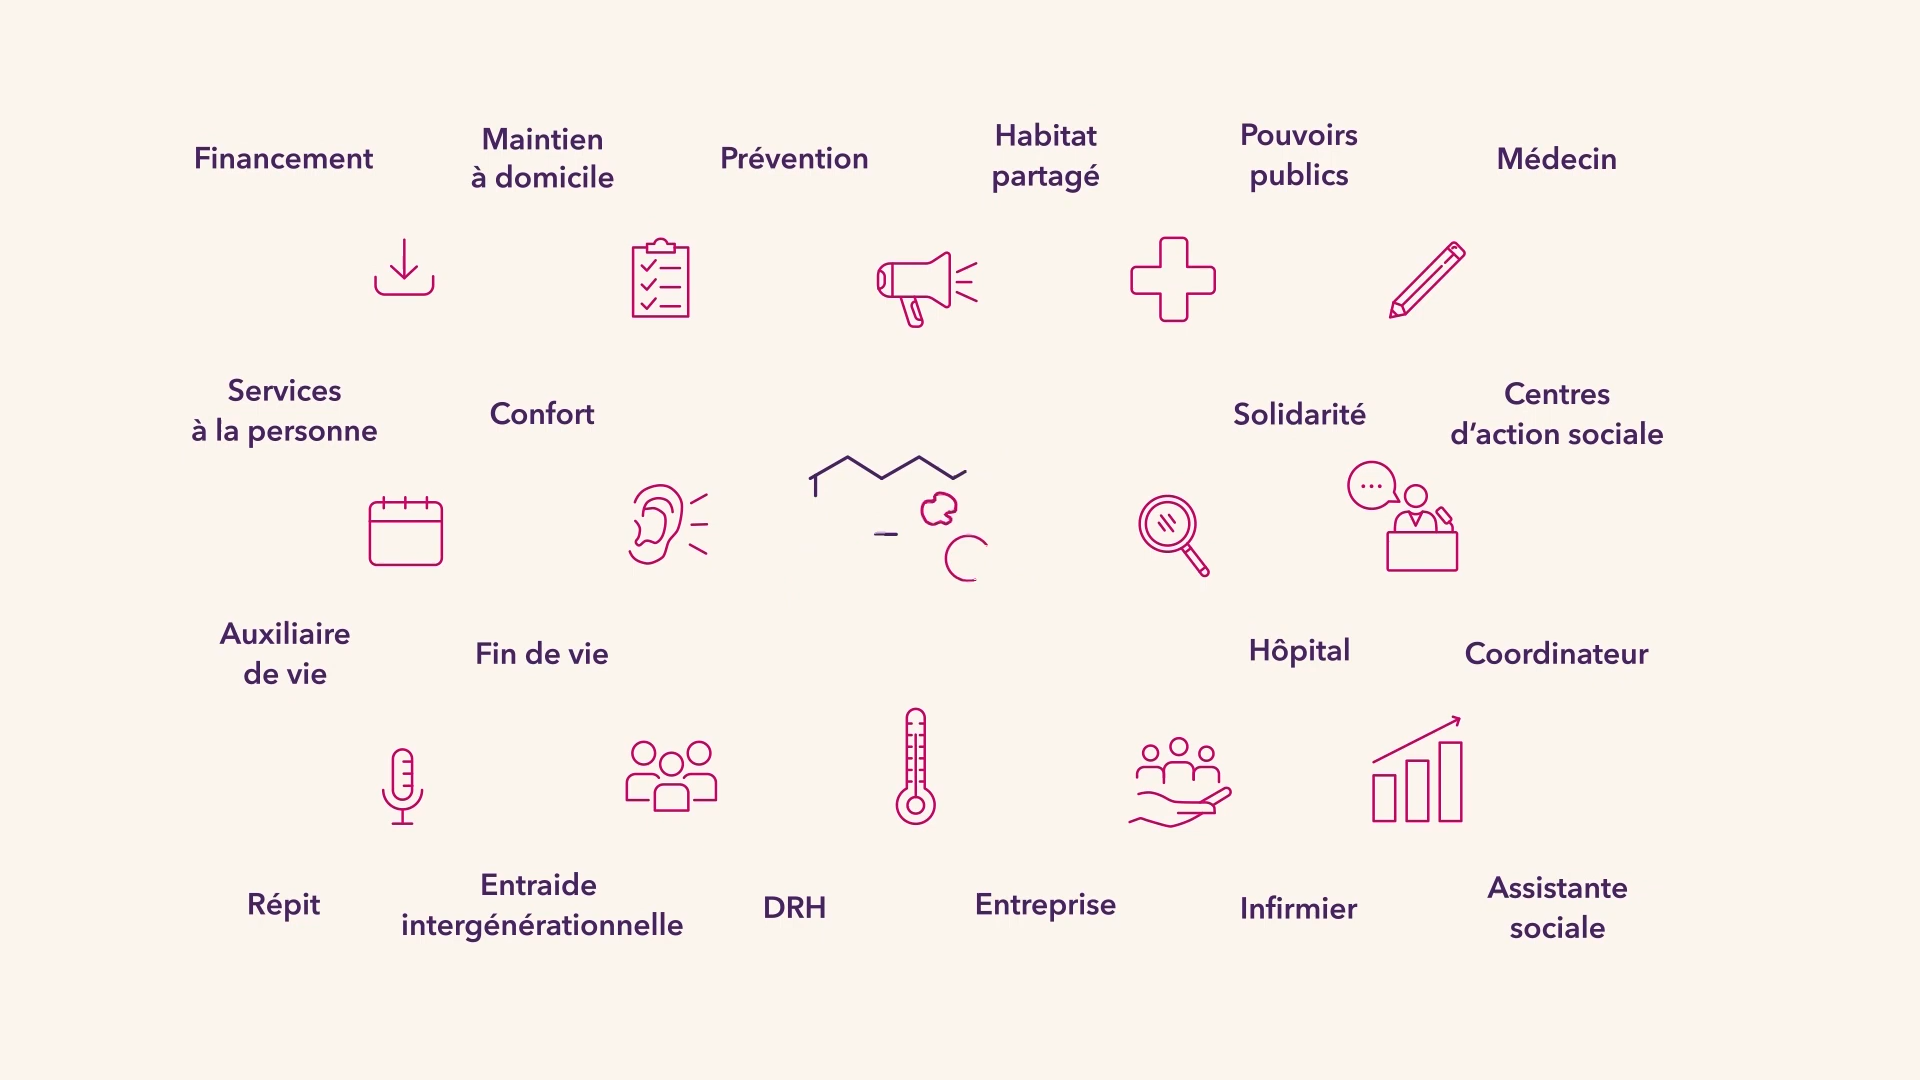 Financement
Maintien
à domicile
Prévention
Habitat
partagé
Pouvoirs
publics
Médecin
Services
à la personne
Confort
Solidarité
Centres
d’action sociale
Auxiliaire
de vie
Fin de vie
Hôpital
Coordinateur
Répit
Entraide
intergénérationnelle
DRH
Entreprise
Infirmier
Assistante
sociale